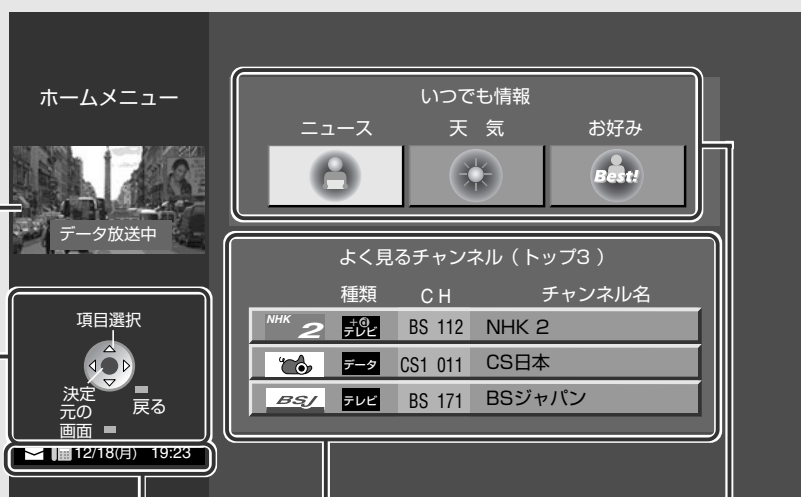 ホームメニュー
データ放送中
項目選択
決定
元の
画面
戻る
12/18(月) 19:23
いつでも情報
ニュース 天 気 お好み
Best!
よく見るチャンネル（トップ3 ）
種類 CH チャンネル名
NHK 2 +d テレビ BS 112 NHK 2
データ CS1 011 CS日本
BSJ テレビ BS 171 BSジャパン